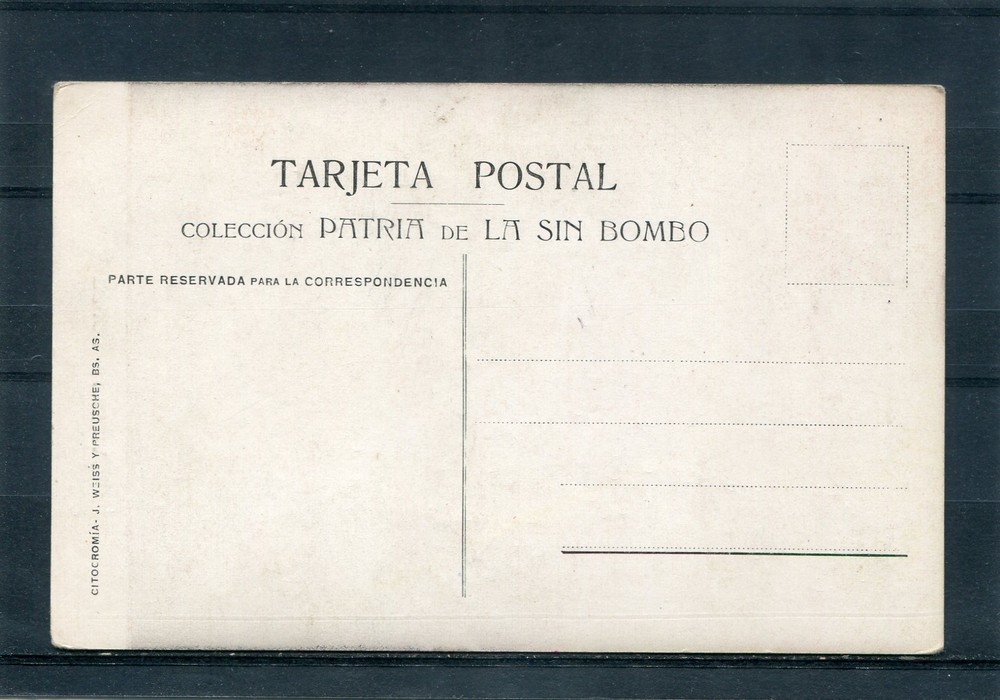 TARJETA POSTAL
COLECCIÓN PATRIA DE LA SIN BOMBO
PARTE RESERVADA PARA LA CORRESPONDENCIA
CITOCROMÍA- J. WEISS Y PREUSCHE, BS. AS.